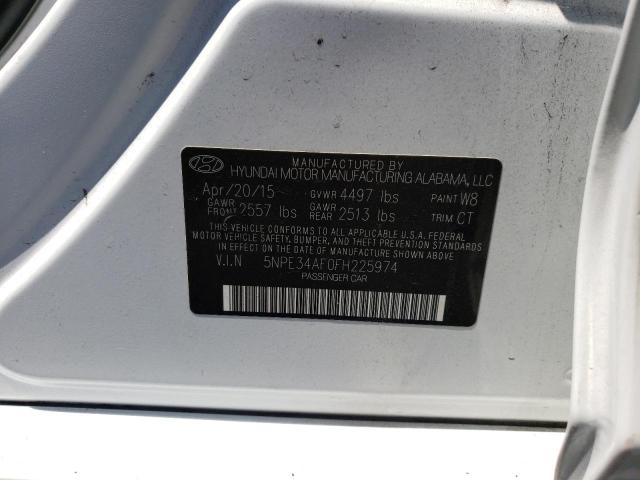 MANUFACTURED BY
HYUNDAI MOTOR MANUFACTURING ALABAMA, LLC
Apr/20/15 GVWR 4497 lbs PAINT W8
GAWR FRONT 2557 lbs GAWR REAR 2513 lbs TRIM CT
THIS VEHICLE CONFORMS TO ALL APPLICABLE U.S.A. FEDERAL
MOTOR VEHICLE SAFETY, BUMPER, AND THEFT PREVENTION STANDARDS
IN EFFECT ON THE DATE OF MANUFACTURE SHOWN ABOVE
V.I.N 5NPE34AF0FH225974
PASSENGER CAR